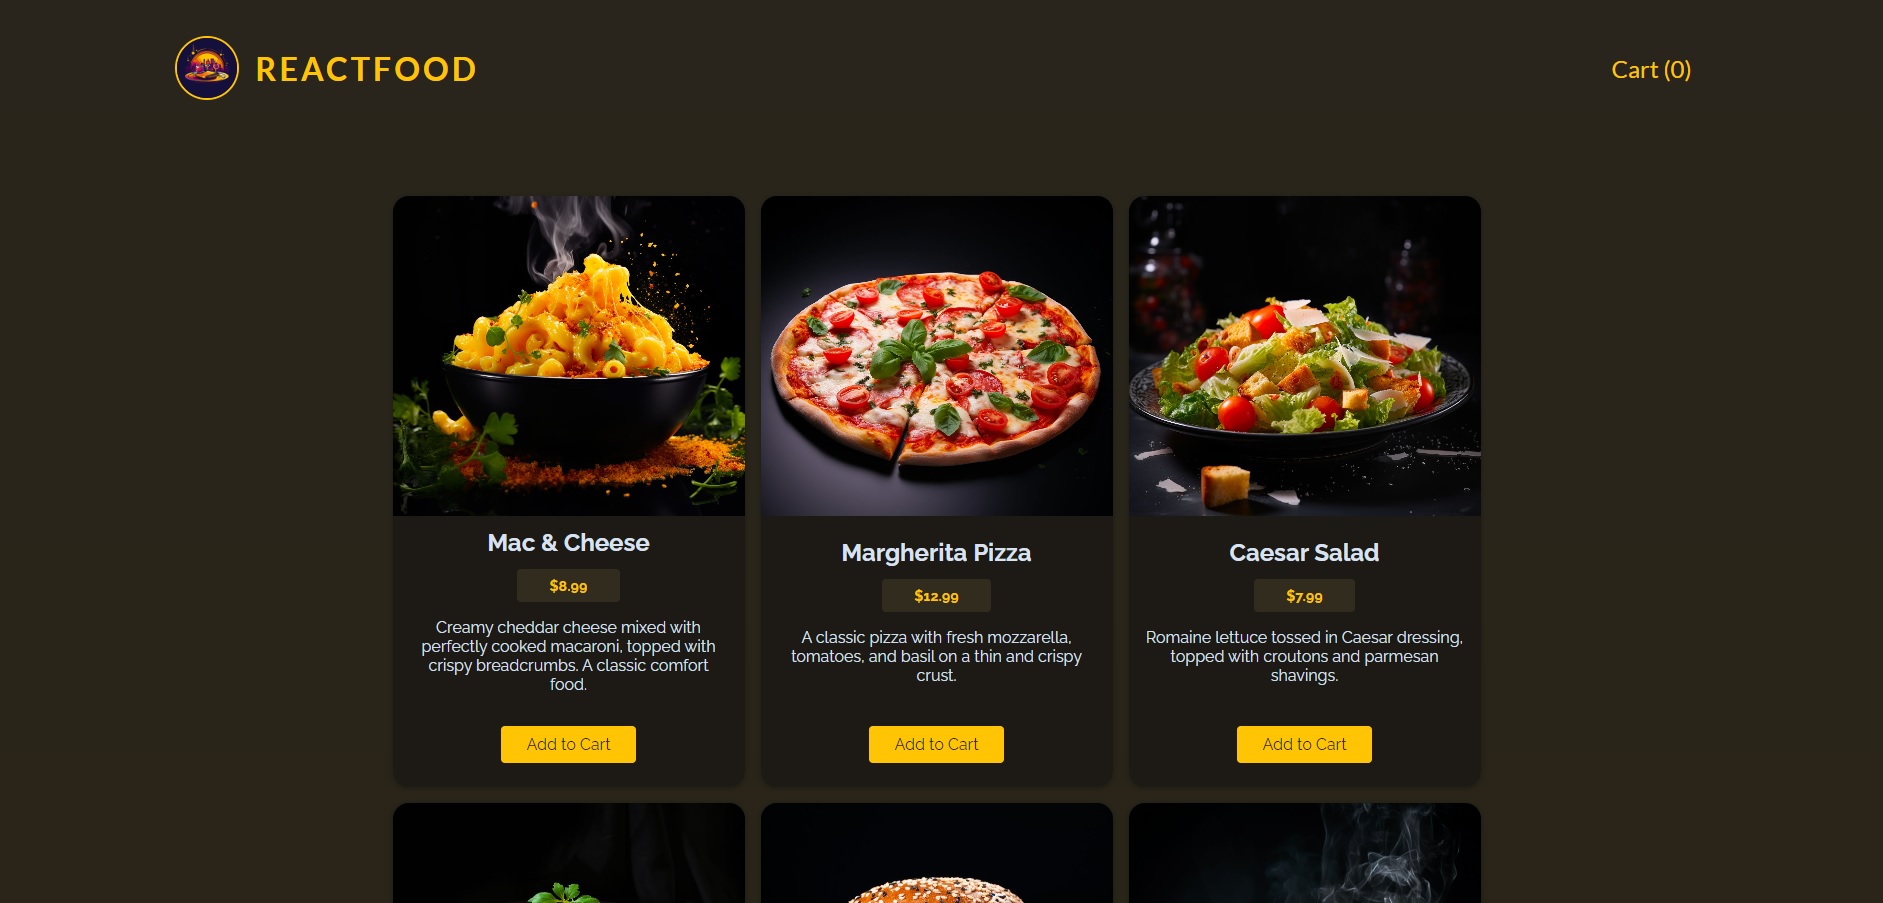 REACTFOOD
Cart (0)
Mac & Cheese
$8.99
Creamy cheddar cheese mixed with
perfectly cooked macaroni, topped with
crispy breadcrumbs. A classic comfort
food.
Add to Cart
Margherita Pizza
$12.99
A classic pizza with fresh mozzarella,
tomatoes, and basil on a thin and crispy
crust.
Add to Cart
Caesar Salad
$7.99
Romaine lettuce tossed in Caesar dressing,
topped with croutons and parmesan
shavings.
Add to Cart